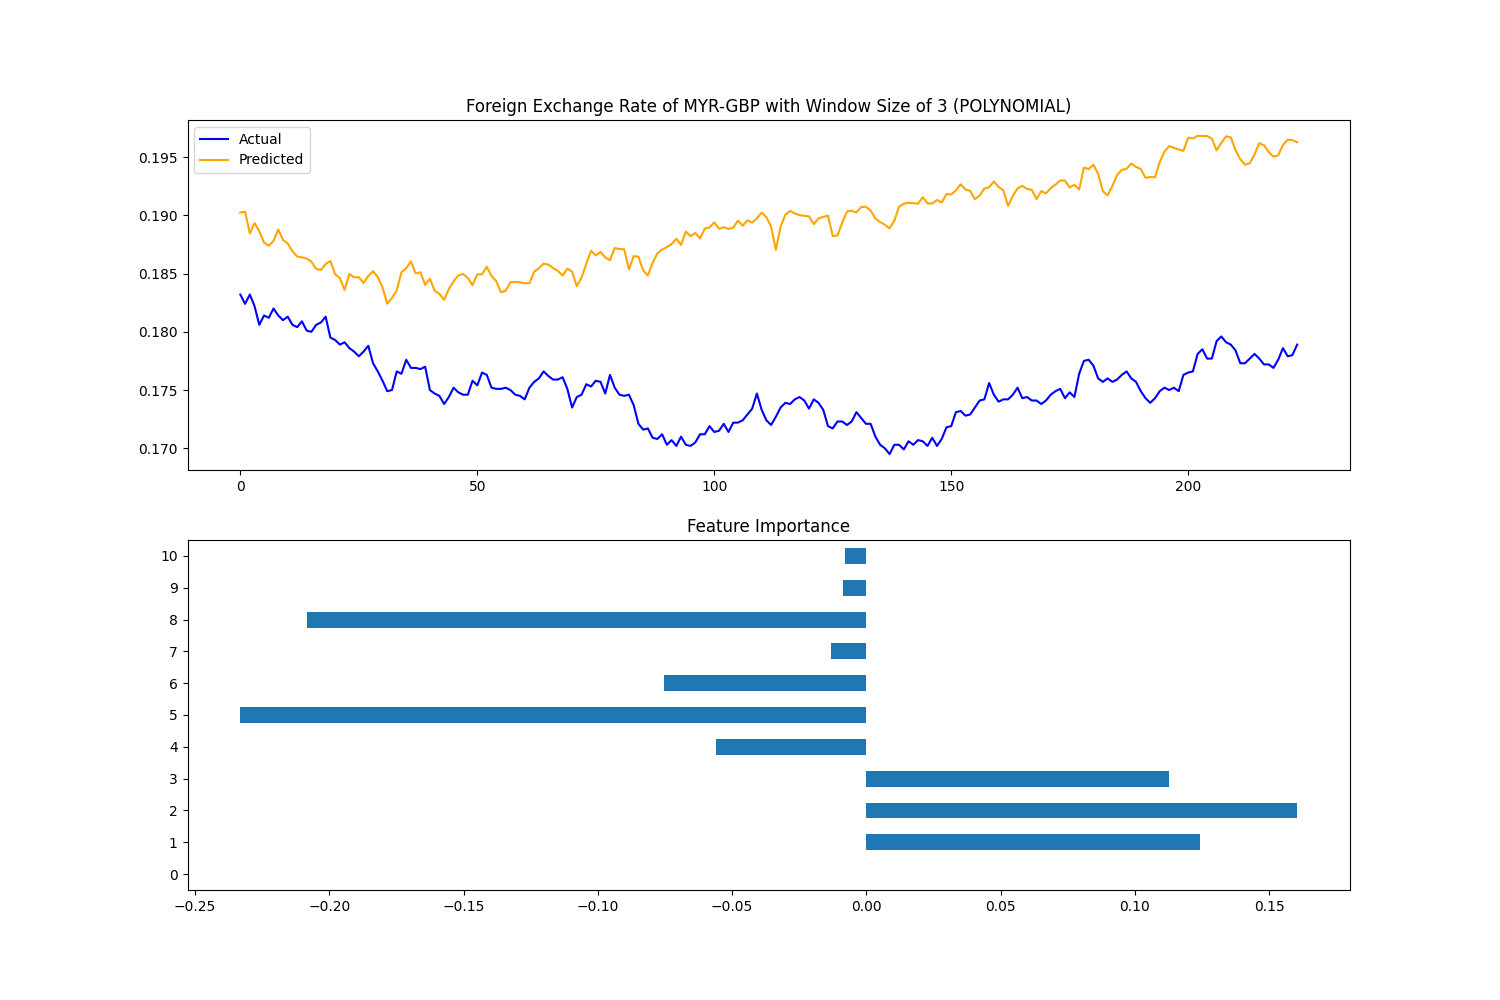 Foreign Exchange Rate of MYR-GBP with Window Size of 3 (POLYNOMIAL)
Actual
Predicted
0.195
0.190
0.185
0.180
0.175
0.170
0 50 100 150 200
Feature Importance
10
9
8
7
6
5
4
3
2
1
0
−0.25 −0.20 −0.15 −0.10 −0.05 0.00 0.05 0.10 0.15